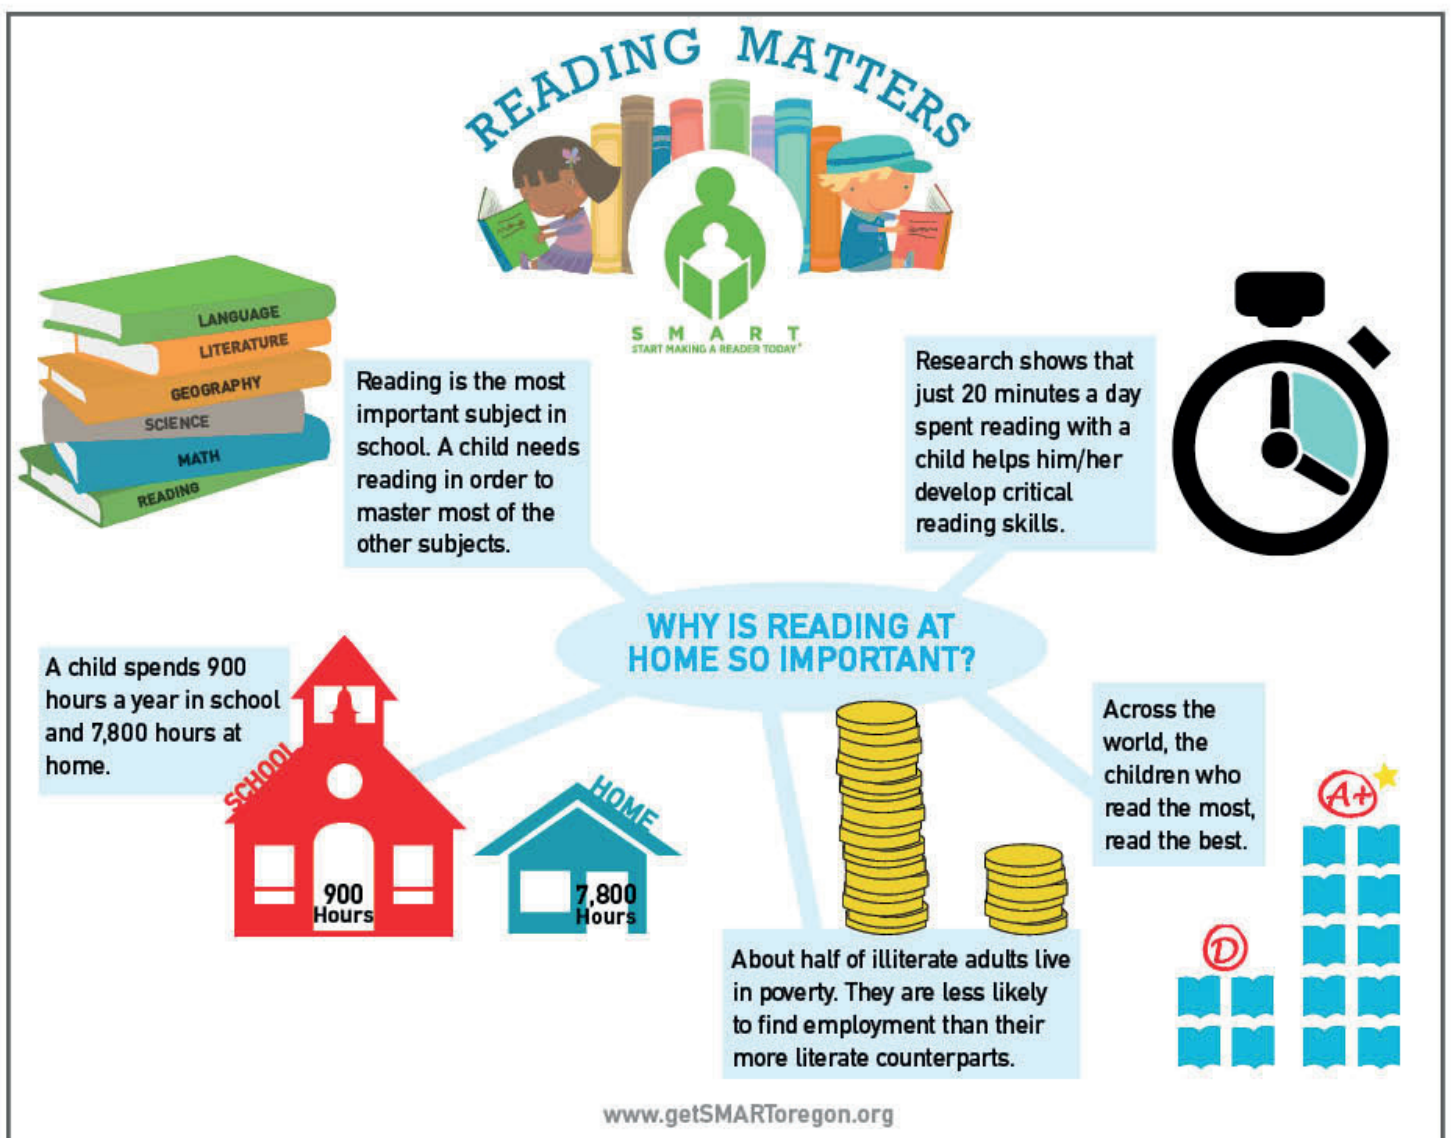 READING MATTERS
S M A R T
START MAKING A READER TODAY®
LANGUAGE
LITERATURE
GEOGRAPHY
SCIENCE
MATH
READING
Reading is the most
important subject in
school. A child needs
reading in order to
master most of the
other subjects.
Research shows that
just 20 minutes a day
spent reading with a
child helps him/her
develop critical
reading skills.
WHY IS READING AT
HOME SO IMPORTANT?
A child spends 900
hours a year in school
and 7,800 hours at
home.
SCHOOL
900
Hours
HOME
7,800
Hours
Across the
world, the
children who
read the most,
read the best.
A+
D
About half of illiterate adults live
in poverty. They are less likely
to find employment than their
more literate counterparts.
www.getSMARToregon.org